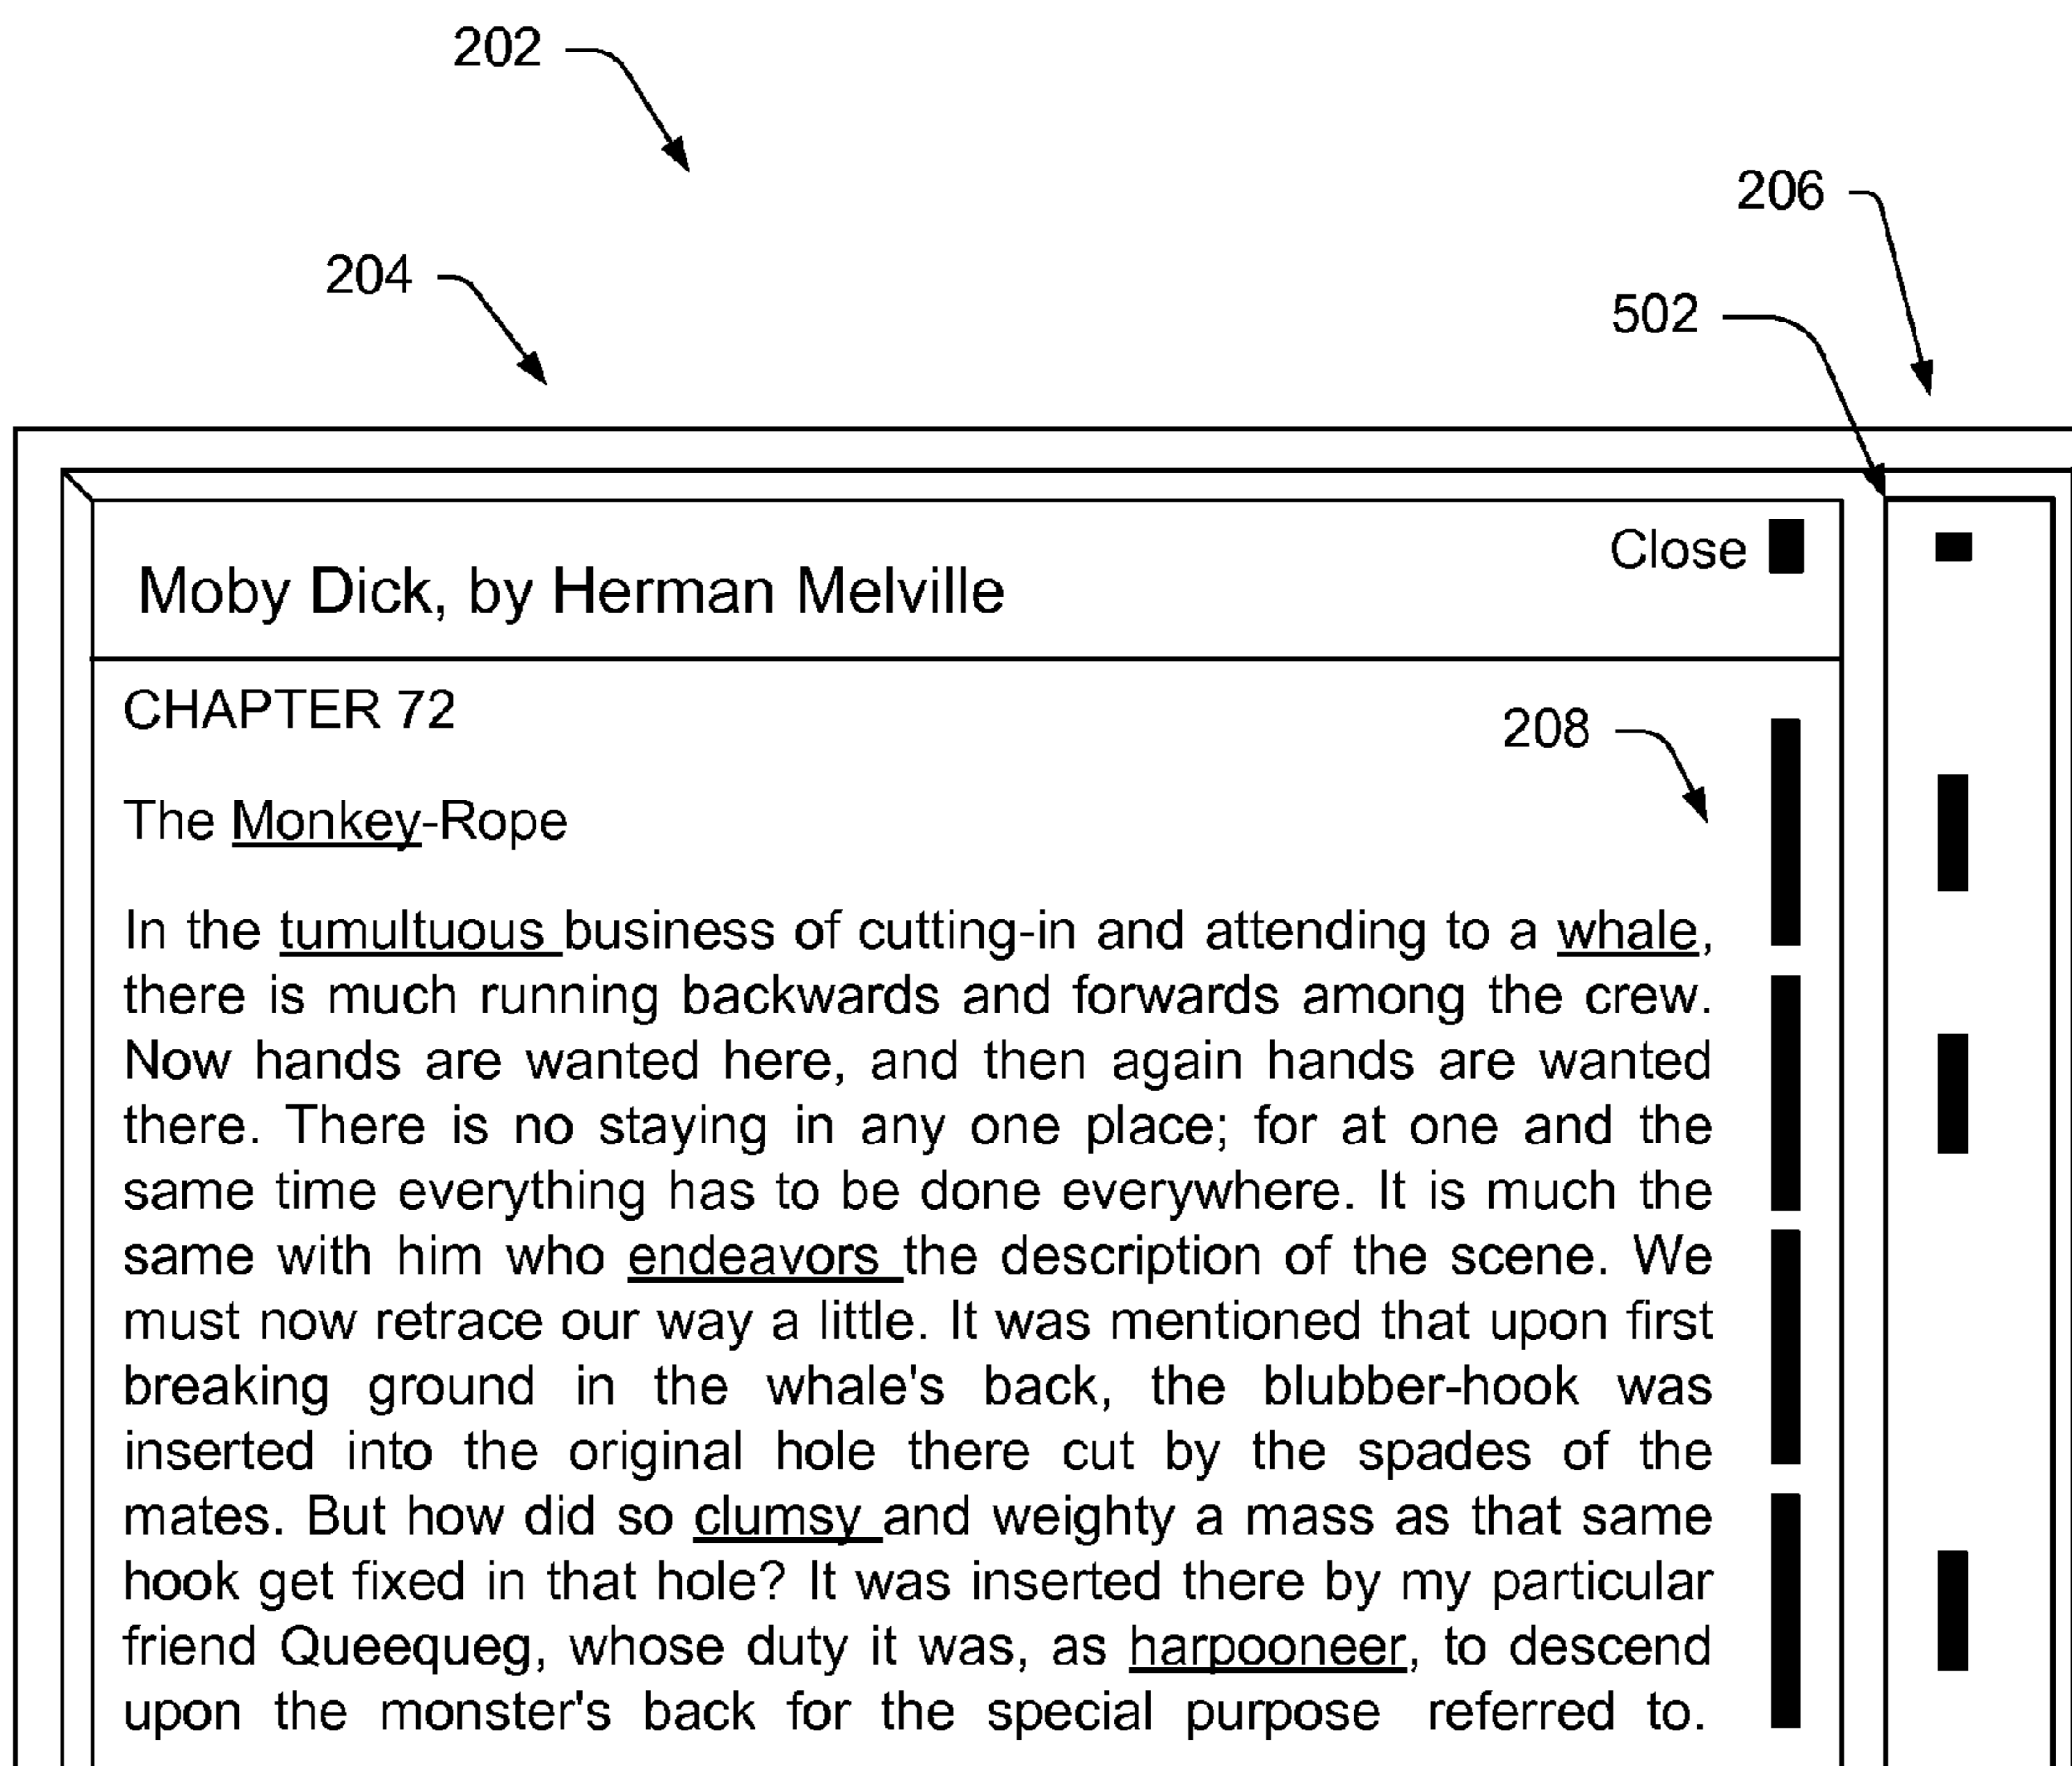 202
206
204
502
Close
Moby Dick, by Herman Melville
CHAPTER 72
208
The Monkey-Rope
In the tumultuous business of cutting-in and attending to a whale,
there is much running backwards and forwards among the crew.
Now hands are wanted here, and then again hands are wanted
there. There is no staying in any one place; for at one and the
same time everything has to be done everywhere. It is much the
same with him who endeavors the description of the scene. We
must now retrace our way a little. It was mentioned that upon first
breaking ground in the whale's back, the blubber-hook was
inserted into the original hole there cut by the spades of the
mates. But how did so clumsy and weighty a mass as that same
hook get fixed in that hole? It was inserted there by my particular
friend Queequeg, whose duty it was, as harpooneer, to descend
upon the monster's back for the special purpose referred to.